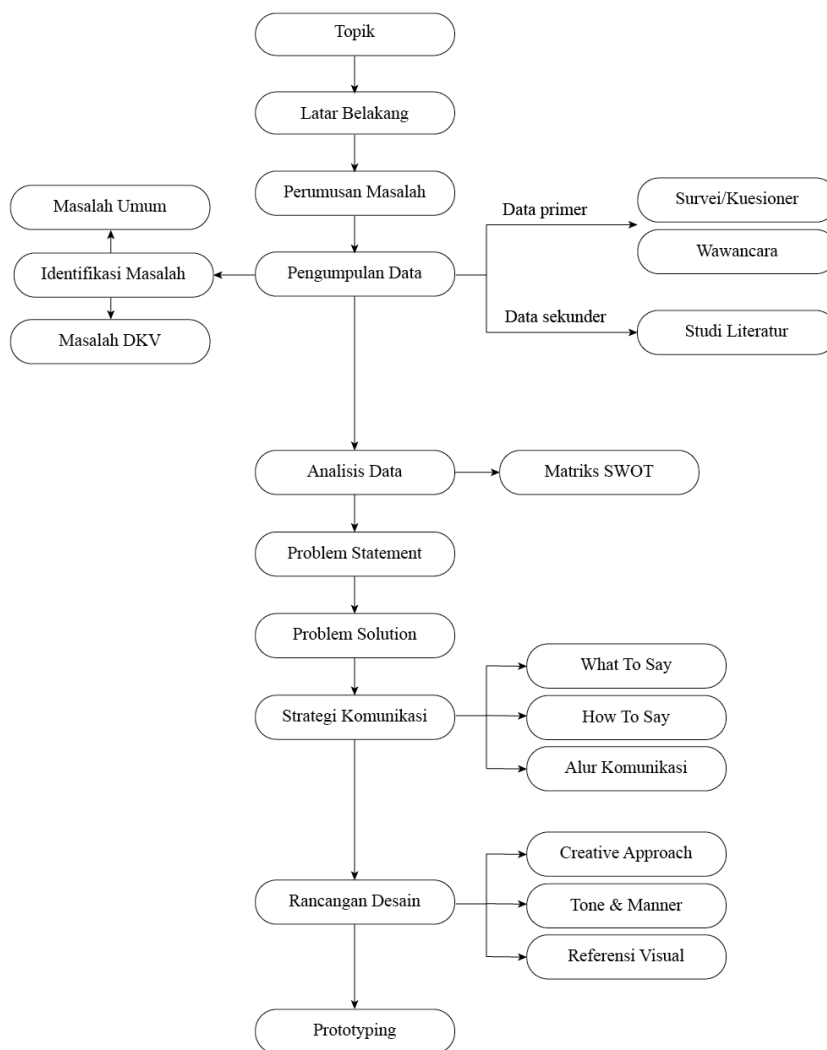 Topik
Latar Belakang
Perumusan Masalah
Masalah Umum
Data primer
Survei/Kuesioner
Wawancara
Identifikasi Masalah
Pengumpulan Data
Data sekunder
Studi Literatur
Masalah DKV
Analisis Data
Matriks SWOT
Problem Statement
Problem Solution
What To Say
Strategi Komunikasi
How To Say
Alur Komunikasi
Creative Approach
Rancangan Desain
Tone & Manner
Referensi Visual
Prototyping